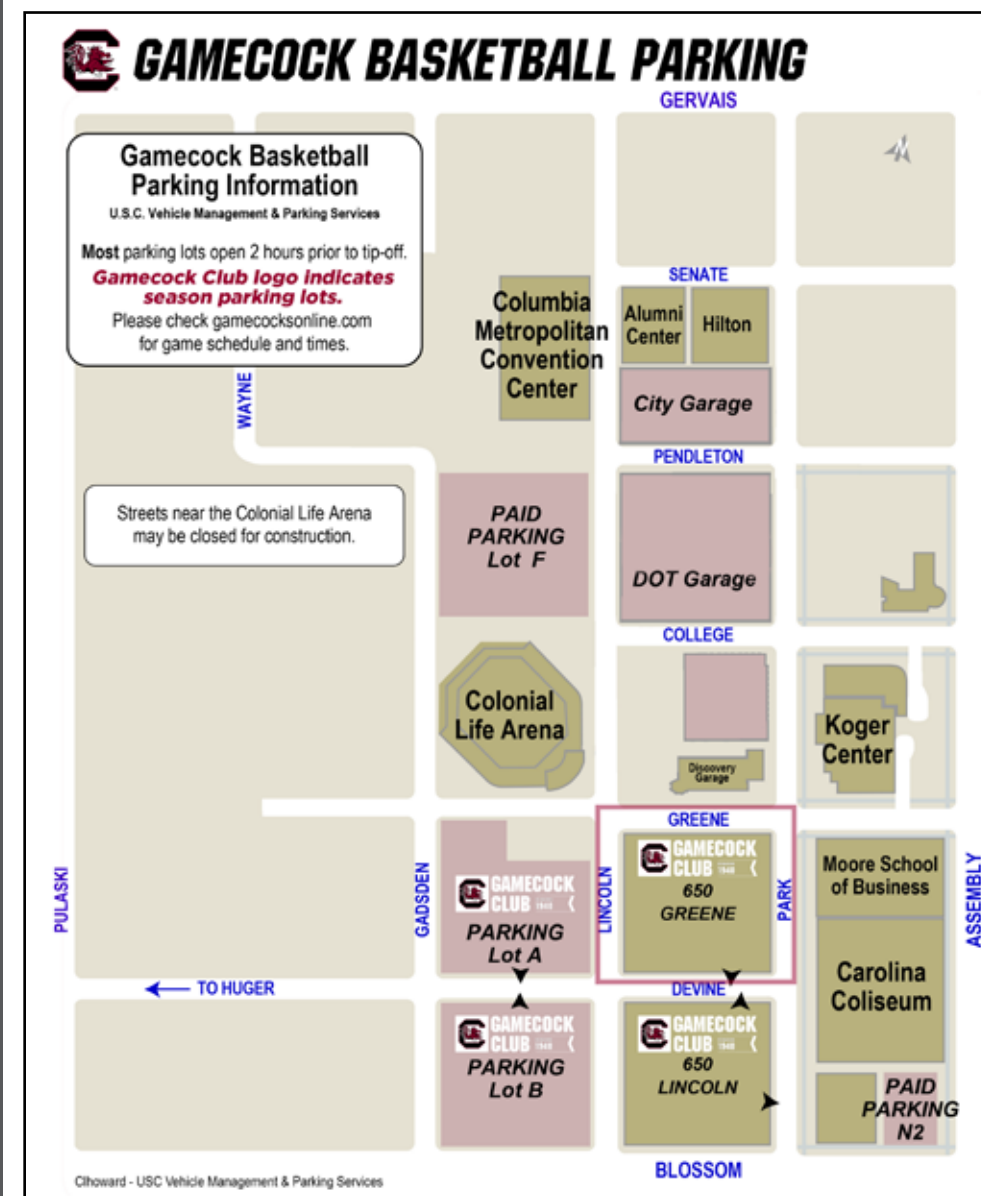 GAMECOCK BASKETBALL PARKING
GERVAIS
Gamecock Basketball
Parking Information
U.S.C. Vehicle Management & Parking Services
Most parking lots open 2 hours prior to tip-off.
Gamecock Club logo indicates
season parking lots.
Please check gamecocksonline.com
for game schedule and times.
SENATE
Columbia
Metropolitan
Convention
Center
Alumni
Center
Hilton
WAYNE
City Garage
PENDLETON
Streets near the Colonial Life Arena
may be closed for construction.
PAID
PARKING
Lot F
DOT Garage
COLLEGE
Colonial
Life Arena
Discovery
Garage
Koger
Center
GREENE
PULASKI
GADSDEN
GAMECOCK
CLUB
PARKING
Lot A
LINCOLN
GAMECOCK
CLUB 1940
650
GREENE
PARK
Moore School
of Business
ASSEMBLY
Carolina
Coliseum
TO HUGER
DEVINE
GAMECOCK
CLUB
PARKING
Lot B
GAMECOCK
CLUB
650
LINCOLN
PAID
PARKING
N2
BLOSSOM
Clhoward - USC Vehicle Management & Parking Services